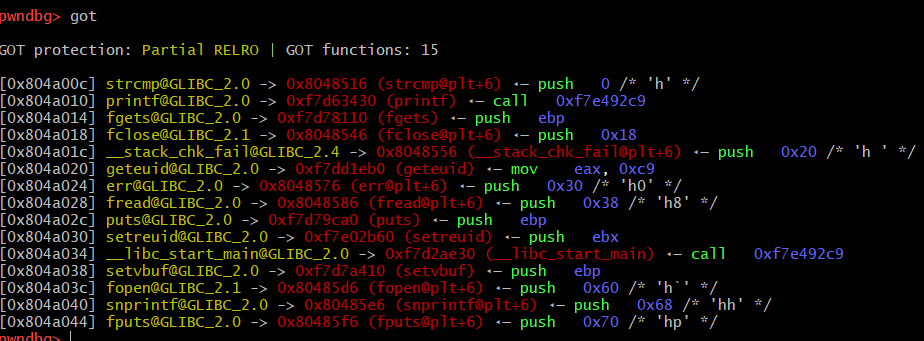 pwndbg> got
GOT protection: Partial RELRO | GOT functions: 15
[0x804a00c] strcmp@GLIBC_2.0 -> 0x8048516 (strcmp@plt+6) ◂— push   0 /* 'h' */
[0x804a010] printf@GLIBC_2.0 -> 0xf7d63430 (printf) ◂— call   0xf7e492c9
[0x804a014] fgets@GLIBC_2.0 -> 0xf7d78110 (fgets) ◂— push   ebp
[0x804a018] fclose@GLIBC_2.1 -> 0x8048546 (fclose@plt+6) ◂— push   0x18
[0x804a01c] __stack_chk_fail@GLIBC_2.4 -> 0x8048556 (__stack_chk_fail@plt+6) ◂— push   0x20 /* 'h ' */
[0x804a020] geteuid@GLIBC_2.0 -> 0xf7dd1eb0 (geteuid) ◂— mov    eax, 0xc9
[0x804a024] err@GLIBC_2.0 -> 0x8048576 (err@plt+6) ◂— push   0x30 /* 'h0' */
[0x804a028] fread@GLIBC_2.0 -> 0x8048586 (fread@plt+6) ◂— push   0x38 /* 'h8' */
[0x804a02c] puts@GLIBC_2.0 -> 0xf7d79ca0 (puts) ◂— push   ebp
[0x804a030] setreuid@GLIBC_2.0 -> 0xf7e02b60 (setreuid) ◂— push   ebx
[0x804a034] __libc_start_main@GLIBC_2.0 -> 0xf7d2ae30 (__libc_start_main) ◂— call   0xf7e492c9
[0x804a038] setvbuf@GLIBC_2.0 -> 0xf7d7a410 (setvbuf) ◂— push   ebp
[0x804a03c] fopen@GLIBC_2.1 -> 0x80485d6 (fopen@plt+6) ◂— push   0x60 /* 'h`' */
[0x804a040] snprintf@GLIBC_2.0 -> 0x80485e6 (snprintf@plt+6) ◂— push   0x68 /* 'hh' */
[0x804a044] fputs@GLIBC_2.0 -> 0x80485f6 (fputs@plt+6) ◂— push   0x70 /* 'hp' */
pwndbg>